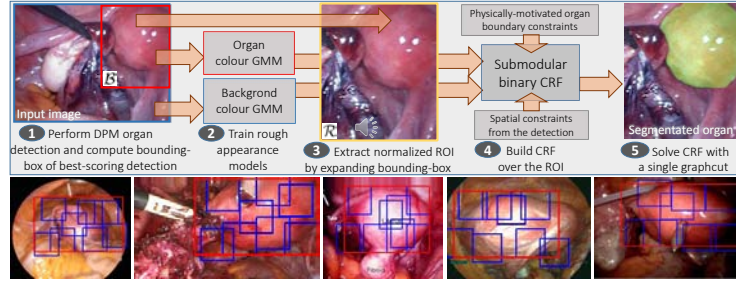 Physically-motivated organ
boundary constraints
Organ
colour GMM
Submodular
binary CRF
Backgrond
colour GMM
B
Input image
R
Spatial constraints
from the detection
Segmentated organ
1 Perform DPM organ
detection and compute bounding-
box of best-scoring detection
2 Train rough
appearance
models
3 Extract normalized ROI
by expanding bounding-box
4 Build CRF
over the ROI
5 Solve CRF with
a single graphcut